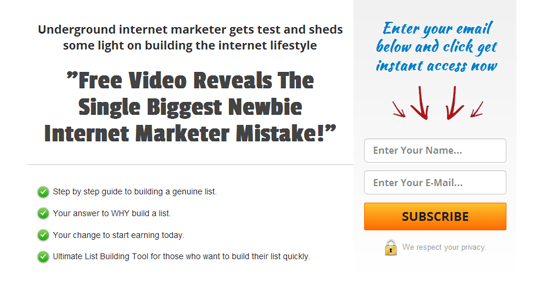 Underground internet marketer gets test and sheds
some light on building the internet lifestyle
"Free Video Reveals The
Single Biggest Newbie
Internet Marketer Mistake!"
Step by step guide to building a genuine list.
Your answer to WHY build a list.
Your change to start earning today.
Ultimate List Building Tool for those who want to build their list quickly.
Enter your email
below and click get
instant access now
Enter Your Name...
Enter Your E-Mail...
SUBSCRIBE
We respect your privacy.